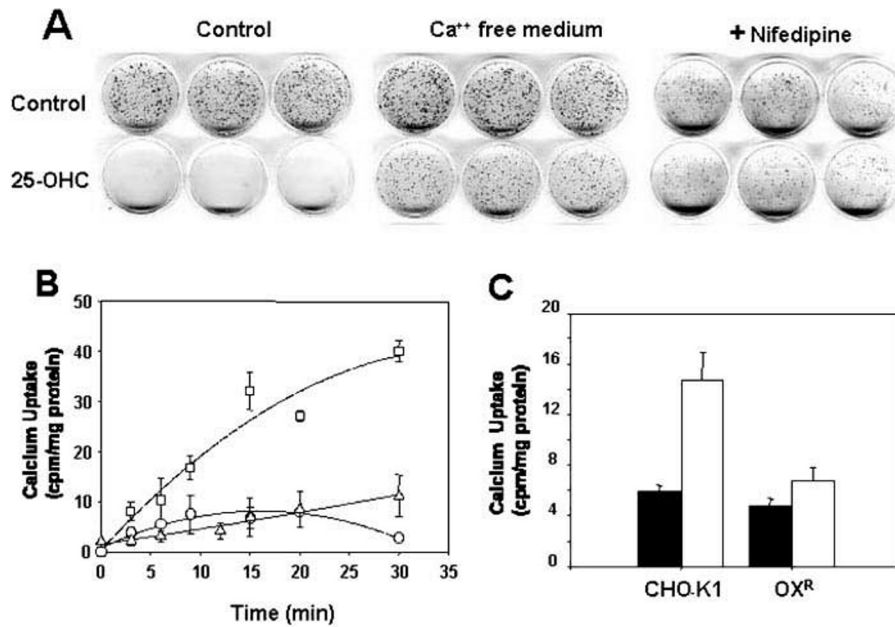 A
Control
Ca⁺⁺ free medium
+ Nifedipine
Control
25-OHC
B
50
40
30
20
10
0
Calcium Uptake
(cpm/mg protein)
0 5 10 15 20 25 30 35
Time (min)
C
20
16
12
8
4
0
Calcium Uptake
(cpm/mg protein)
CHO-K1
OXᴿ